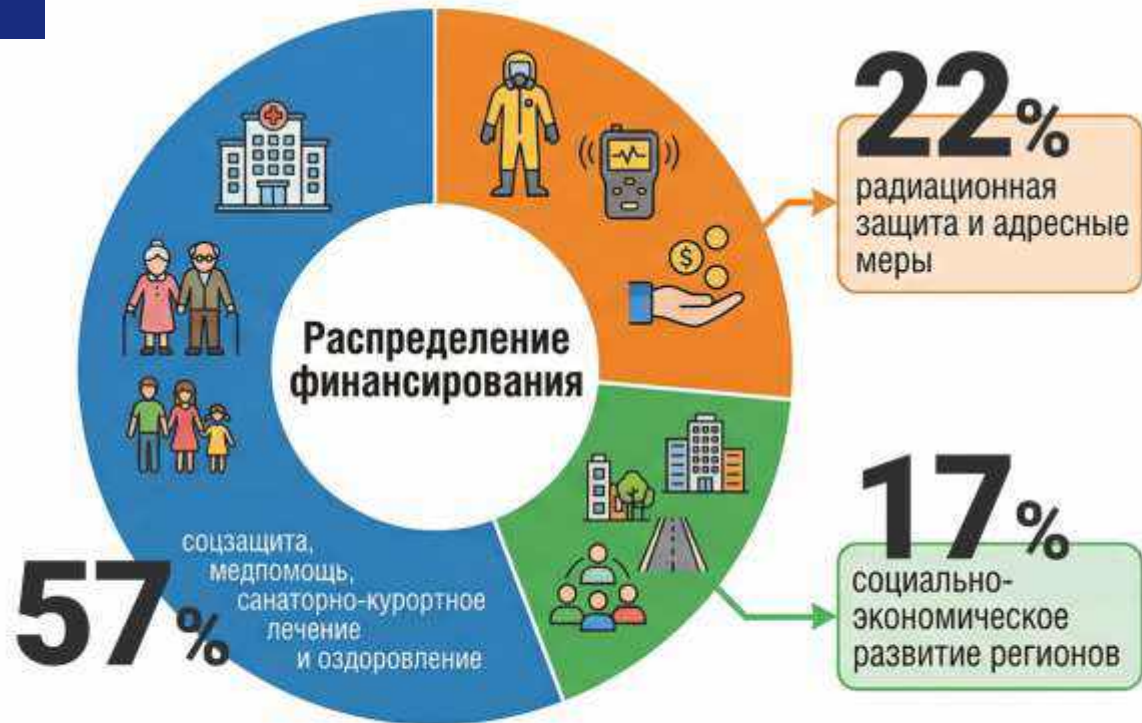 Распределение
финансирования
22%
радиационная
защита и адресные
меры
17%
социально-
экономическое
развитие регионов
57%
соцзащита,
медпомощь,
санаторно-курортное
лечение
и оздоровление
$